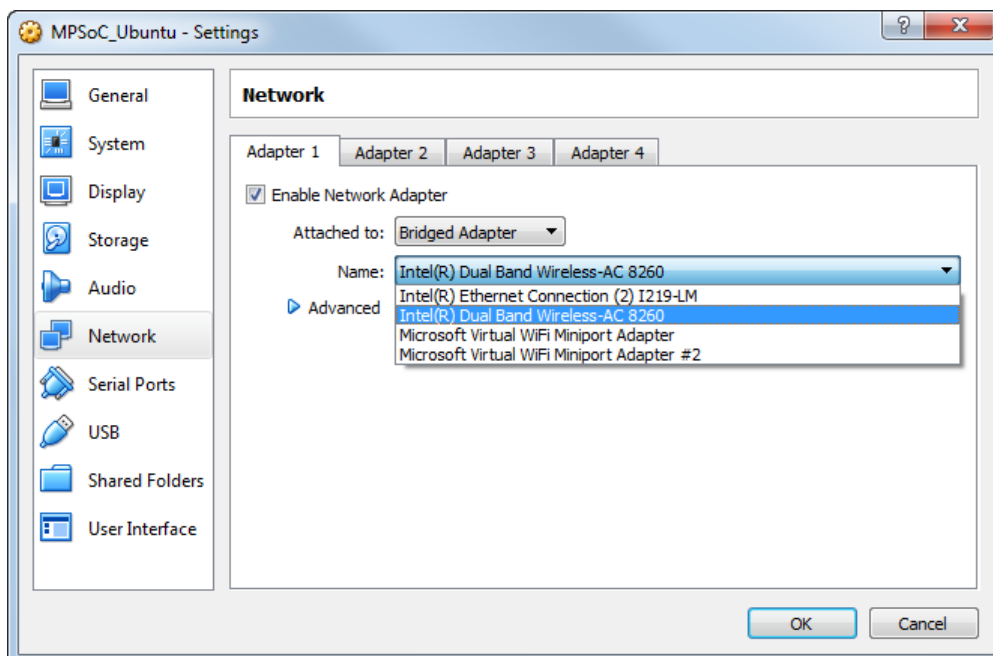 MPSoC_Ubuntu - Settings
?
General
System
Display
Storage
Audio
Network
Serial Ports
USB
Shared Folders
User Interface
Network
Adapter 1 Adapter 2 Adapter 3 Adapter 4
Enable Network Adapter
Attached to: Bridged Adapter
Name: Intel(R) Dual Band Wireless-AC 8260
Intel(R) Ethernet Connection (2) I219-LM
Intel(R) Dual Band Wireless-AC 8260
Microsoft Virtual WiFi Miniport Adapter
Microsoft Virtual WiFi Miniport Adapter #2
Advanced
OK Cancel